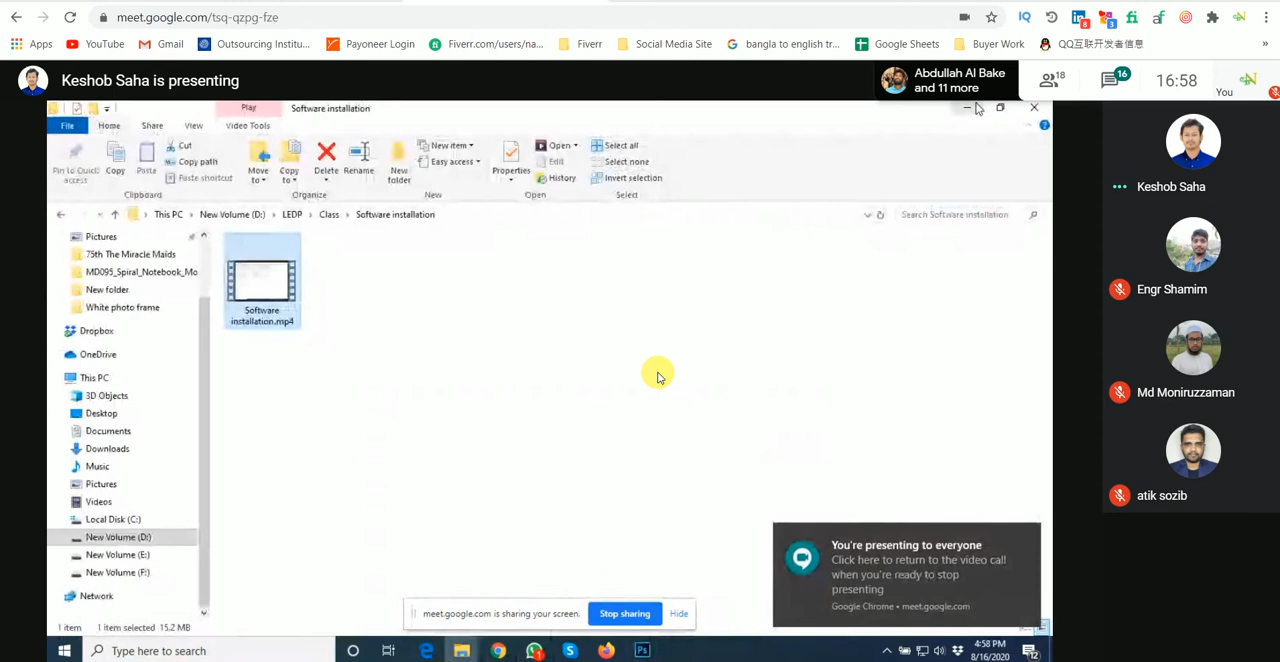 meet.google.com/tsq-qzpg-fze
8
3
Apps
YouTube
Gmail
Outsourcing Institu...
Payoneer Login
Fiverr.com/users/na...
Fiverr
Social Media Site
bangla to english tr...
Google Sheets
Buyer Work
QQ互联开发者信息
»
Keshob Saha is presenting
Abdullah Al Bake
and 11 more
18
16
16:58
You
Play
Software installation
File
Home
Share
View
Video Tools
Pin to Quick
access
Copy
Paste
Cut
Copy path
Paste shortcut
Move
to
Copy
to
Delete
Rename
New
folder
New item
Easy access
Properties
Open
Edit
History
Select all
Select none
Invert selection
Clipboard
Organize
New
Open
Select
This PC > New Volume (D:) > LEDP > Class > Software installation
Search Software installation
Pictures
75th The Miracle Maids
MD095_Spiral_Notebook_Mo
New folder
White photo frame
Dropbox
OneDrive
This PC
3D Objects
Desktop
Documents
Downloads
Music
Pictures
Videos
Local Disk (C:)
New Volume (D:)
New Volume (E:)
New Volume (F:)
Network
Software
installation.mp4
1 item
1 item selected 15.2 MB
Keshob Saha
Engr Shamim
Md Moniruzzaman
atik sozib
You're presenting to everyone
Click here to return to the video call
when you're ready to stop
presenting
Google Chrome • meet.google.com
meet.google.com is sharing your screen.
Stop sharing
Hide
Type here to search
Ps
4:58 PM
8/16/2020
12